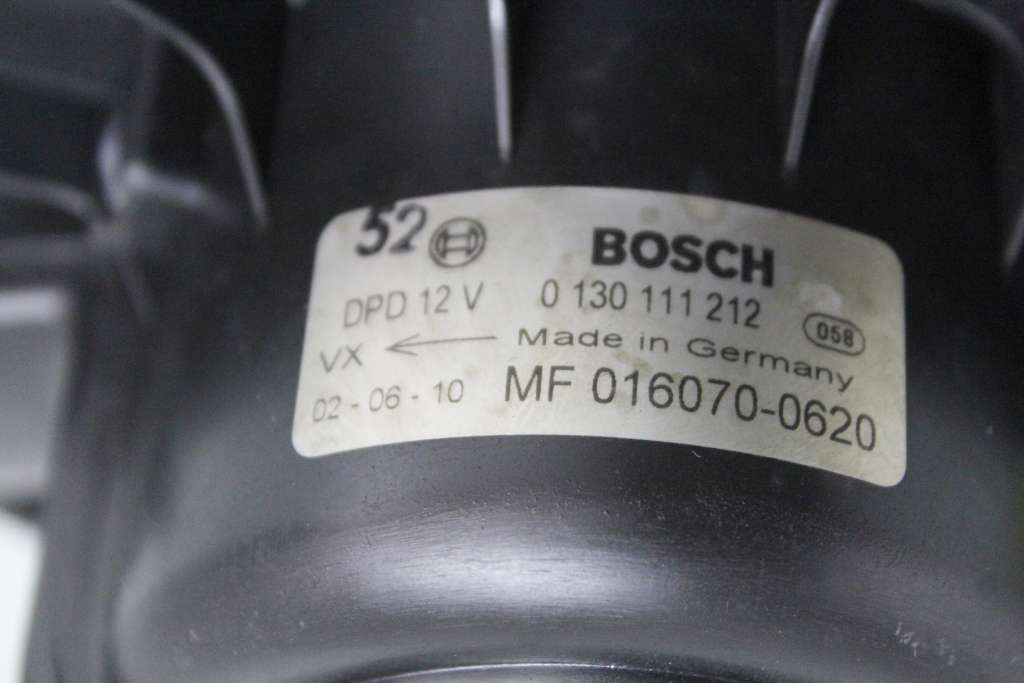 52 BOSCH
DPD 12 V 0 130 111 212 058
VX Made in Germany
02-06-10 MF 016070-0620